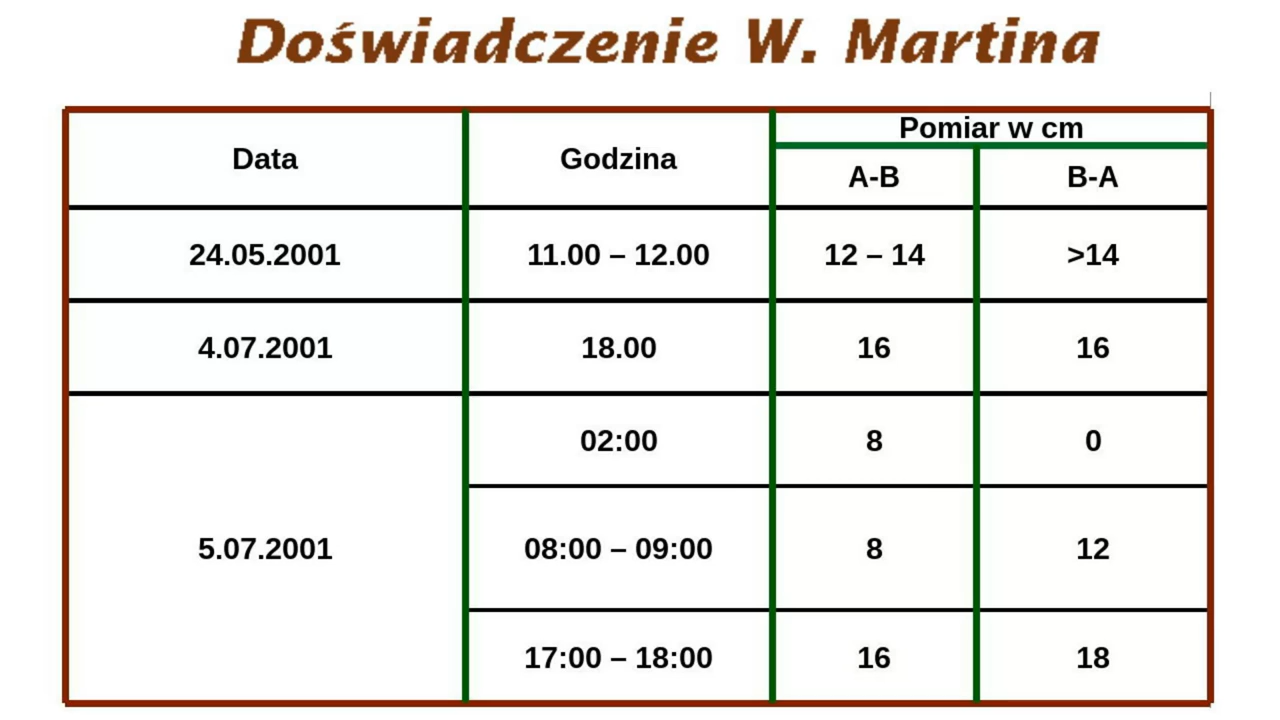 Doświadczenie W. Martina
Data
Godzina
Pomiar w cm
A-B
B-A
24.05.2001
11.00 – 12.00
12 – 14
>14
4.07.2001
18.00
16
16
5.07.2001
02:00
8
0
08:00 – 09:00
8
12
17:00 – 18:00
16
18